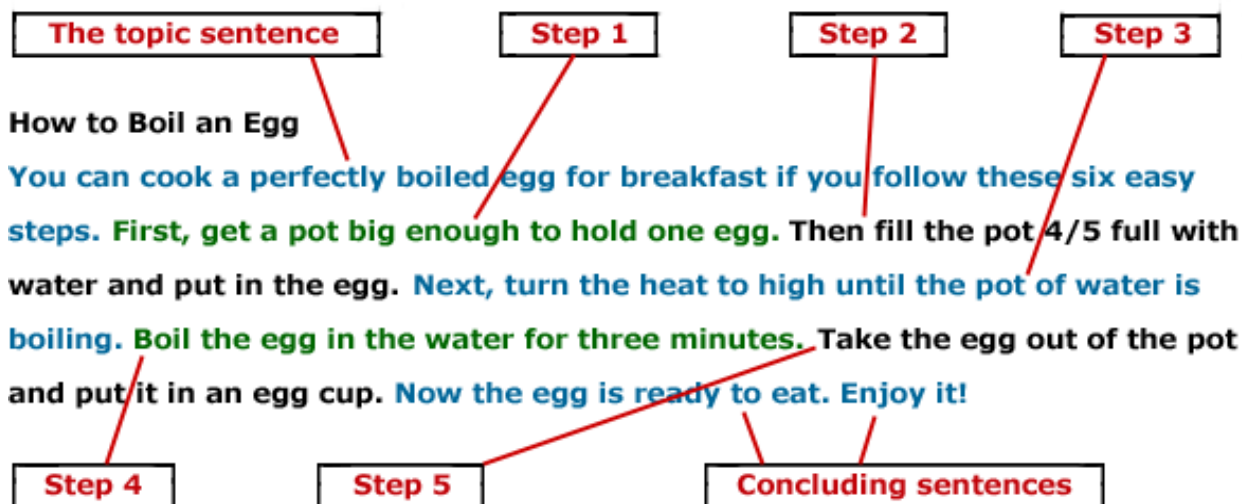 The topic sentence Step 1 Step 2 Step 3
How to Boil an Egg
You can cook a perfectly boiled egg for breakfast if you follow these six easy
steps. First, get a pot big enough to hold one egg. Then fill the pot 4/5 full with
water and put in the egg. Next, turn the heat to high until the pot of water is
boiling. Boil the egg in the water for three minutes. Take the egg out of the pot
and put it in an egg cup. Now the egg is ready to eat. Enjoy it!
Step 4 Step 5 Concluding sentences